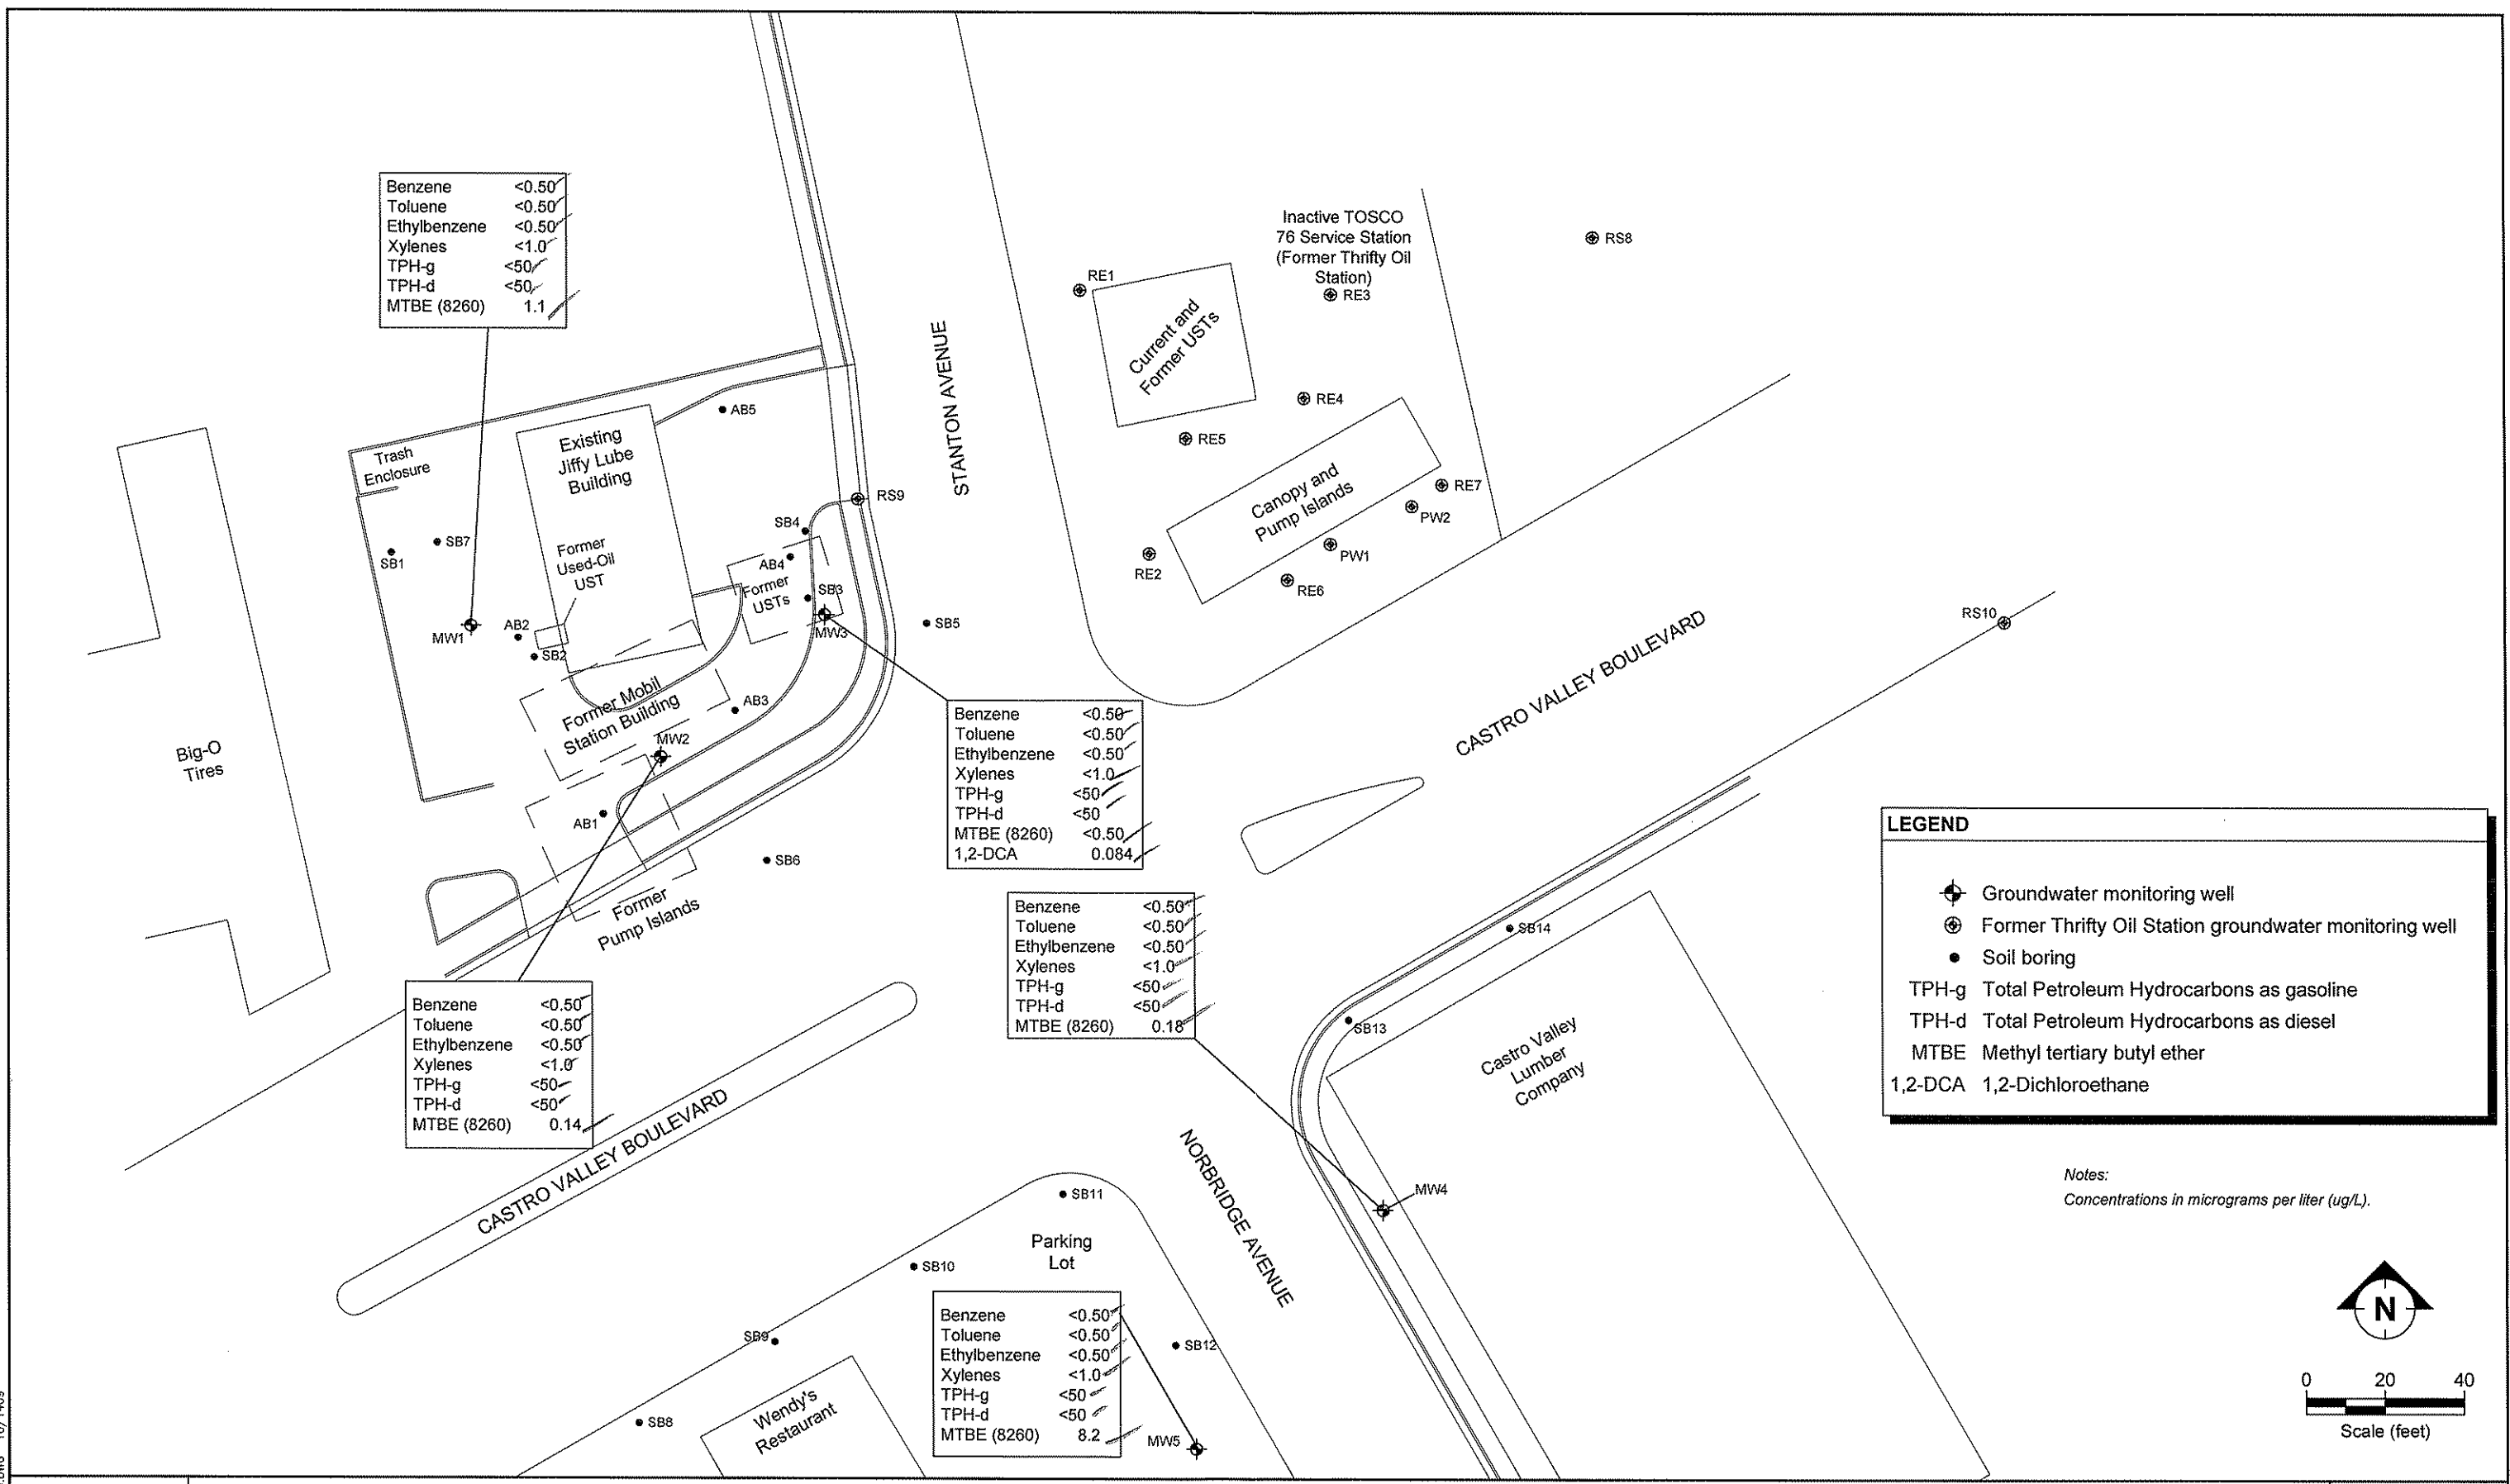 Benzene <0.50
Toluene <0.50
Ethylbenzene <0.50
Xylenes <1.0
TPH-g <50
TPH-d <50
MTBE (8260) 1.1
Inactive TOSCO
76 Service Station
(Former Thrifty Oil
Station)
RS8
RE1
RE3
Current and
Former USTs
STANTON AVENUE
RE4
RE5
AB5
Existing
Jiffy Lube
Building
Trash
Enclosure
RS9
Canopy and
Pump Islands
RE7
PW2
PW1
RE2
RE6
SB4
SB7
SB1
Former
Used-Oil
UST
AB4
Former
USTs
SB3
MW3
SB5
RS10
MW1
AB2
SB2
Former Mobil
Station Building
AB3
MW2
CASTRO VALLEY BOULEVARD
Big-O
Tires
Benzene <0.50
Toluene <0.50
Ethylbenzene <0.50
Xylenes <1.0
TPH-g <50
TPH-d <50
MTBE (8260) <0.50
1,2-DCA 0.084
AB1
SB6
Former
Pump Islands
LEGEND
Groundwater monitoring well
Former Thrifty Oil Station groundwater monitoring well
Soil boring
TPH-g Total Petroleum Hydrocarbons as gasoline
TPH-d Total Petroleum Hydrocarbons as diesel
MTBE Methyl tertiary butyl ether
1,2-DCA 1,2-Dichloroethane
Benzene <0.50
Toluene <0.50
Ethylbenzene <0.50
Xylenes <1.0
TPH-g <50
TPH-d <50
MTBE (8260) 0.18
SB14
SB13
Castro Valley
Lumber
Company
Benzene <0.50
Toluene <0.50
Ethylbenzene <0.50
Xylenes <1.0
TPH-g <50
TPH-d <50
MTBE (8260) 0.14
CASTRO VALLEY BOULEVARD
NORBRIDGE AVENUE
MW4
Notes:
Concentrations in micrograms per liter (ug/L).
SB11
Parking
Lot
SB10
Benzene <0.50
Toluene <0.50
Ethylbenzene <0.50
Xylenes <1.0
TPH-g <50
TPH-d <50
MTBE (8260) 8.2
SB9
SB12
MW5
SB8
Wendy's
Restaurant
N
0 20 40
Scale (feet)